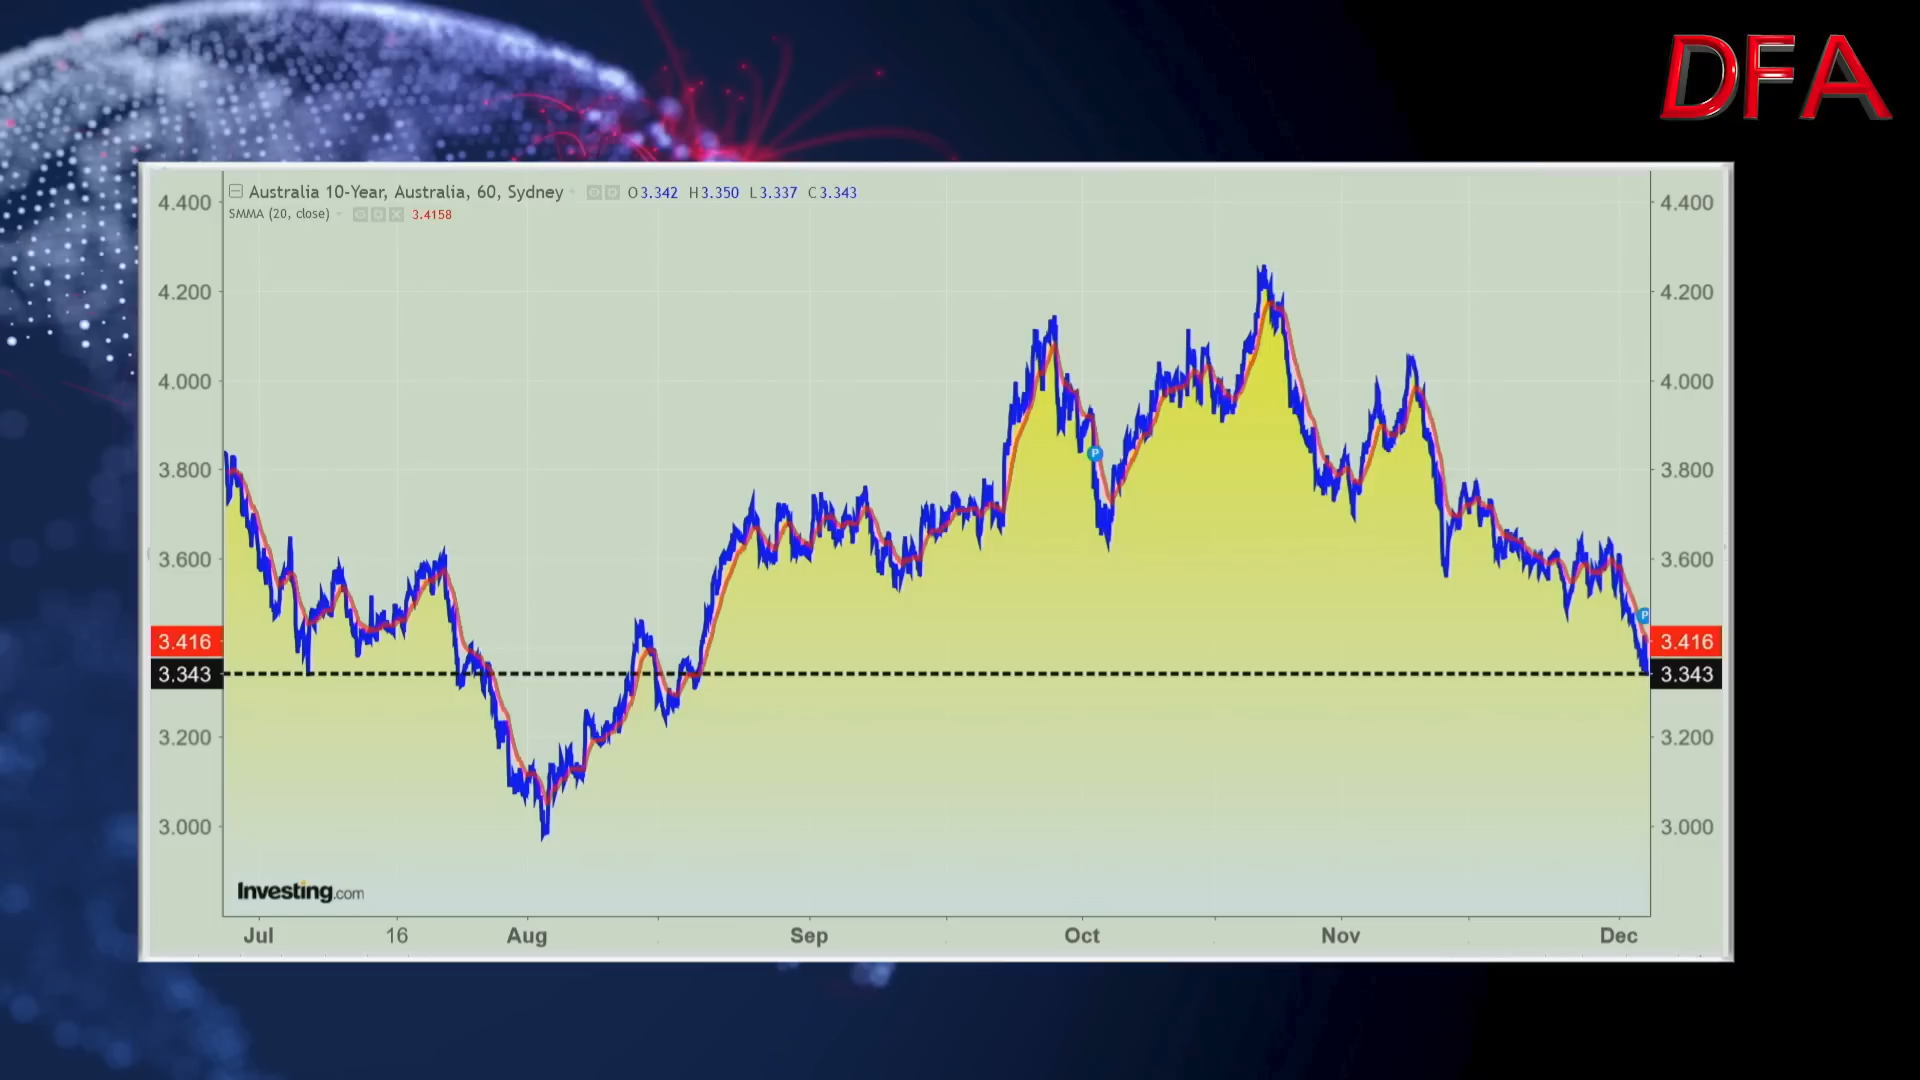 DFA
Australia 10-Year, Australia, 60, Sydney O3.342 H3.350 L3.337 C3.343
SMMA (20, close) 3.4158
4.400 4.400
4.200 4.200
4.000 4.000
P
3.800 3.800
3.600 3.600
P
3.416 3.416
3.343 3.343
3.200 3.200
3.000 3.000
Investing.com
Jul 16 Aug Sep Oct Nov Dec